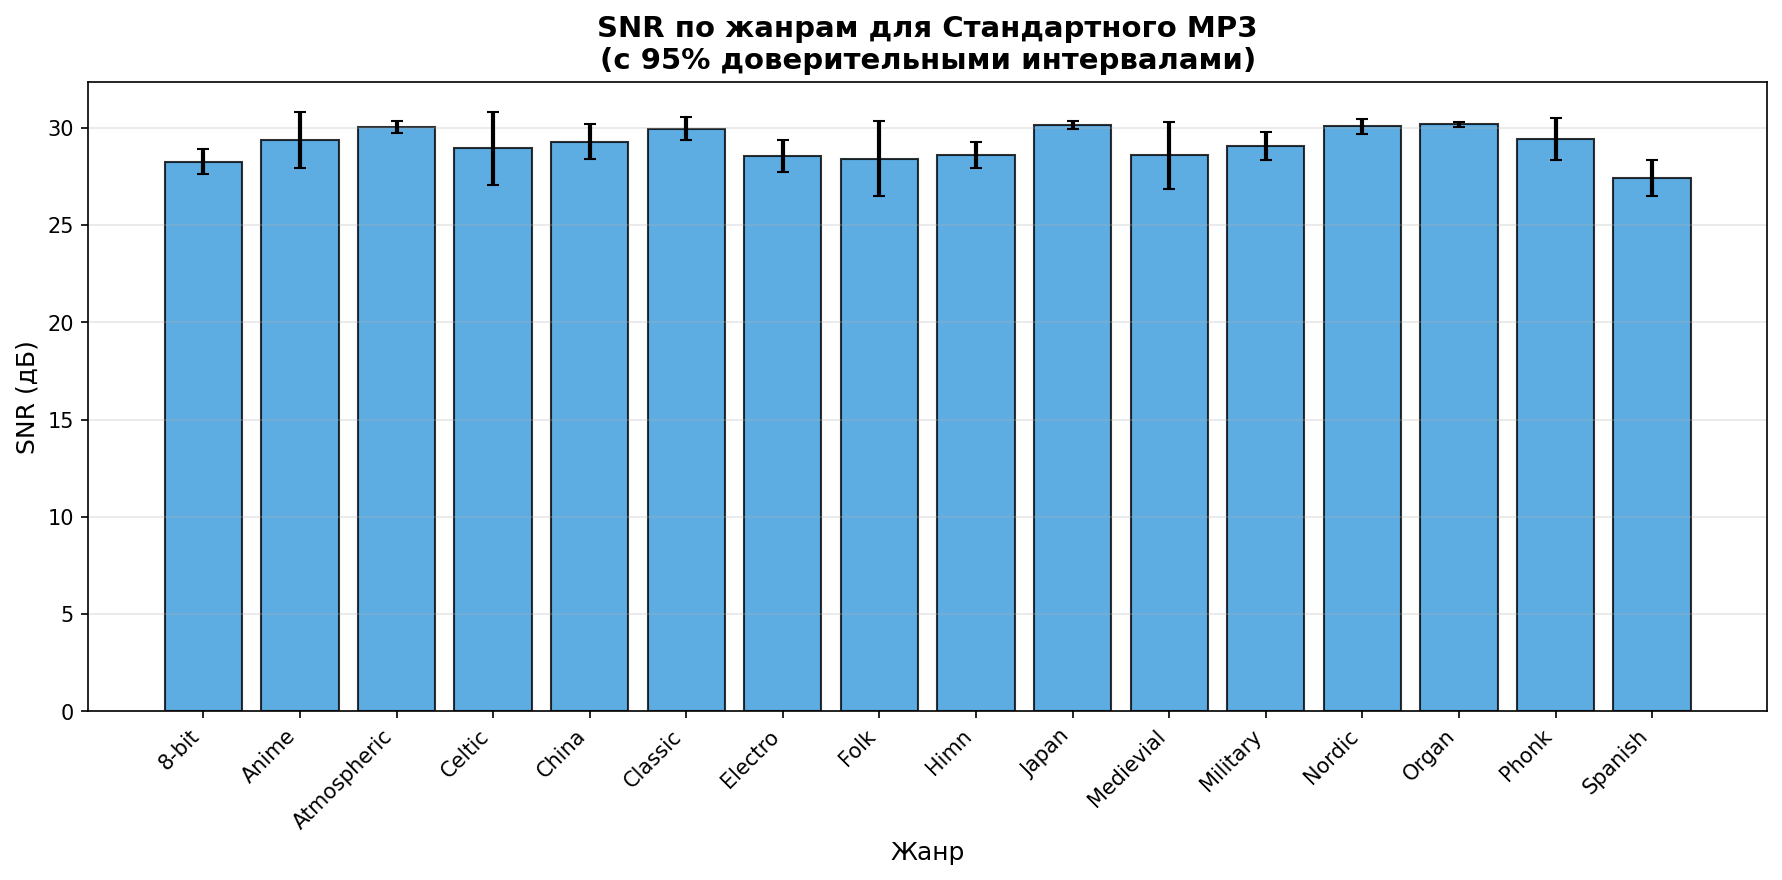 SNR по жанрам для Стандартного MP3
(с 95% доверительными интервалами)
SNR (дБ)
30
25
20
15
10
5
0
8-bit
Anime
Atmospheric
Celtic
China
Classic
Electro
Folk
Himn
Japan
Medievial
Military
Nordic
Organ
Phonk
Spanish
Жанр